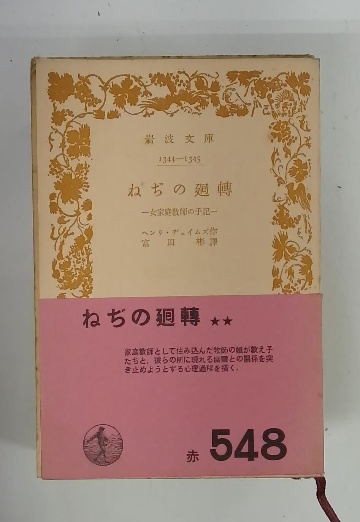 岩波文庫
1344—1345
ねぢの廻轉
—女家庭敎師の手記—
ヘンリ・ヂェイムズ作
富田彬譯
ねぢの廻轉 ★★
家庭教師として住み込んだ牧師の娘が教え子
たちと、彼らの前に現れる幽霊との関係を突
き止めようとする心理過程を描く.
赤 548